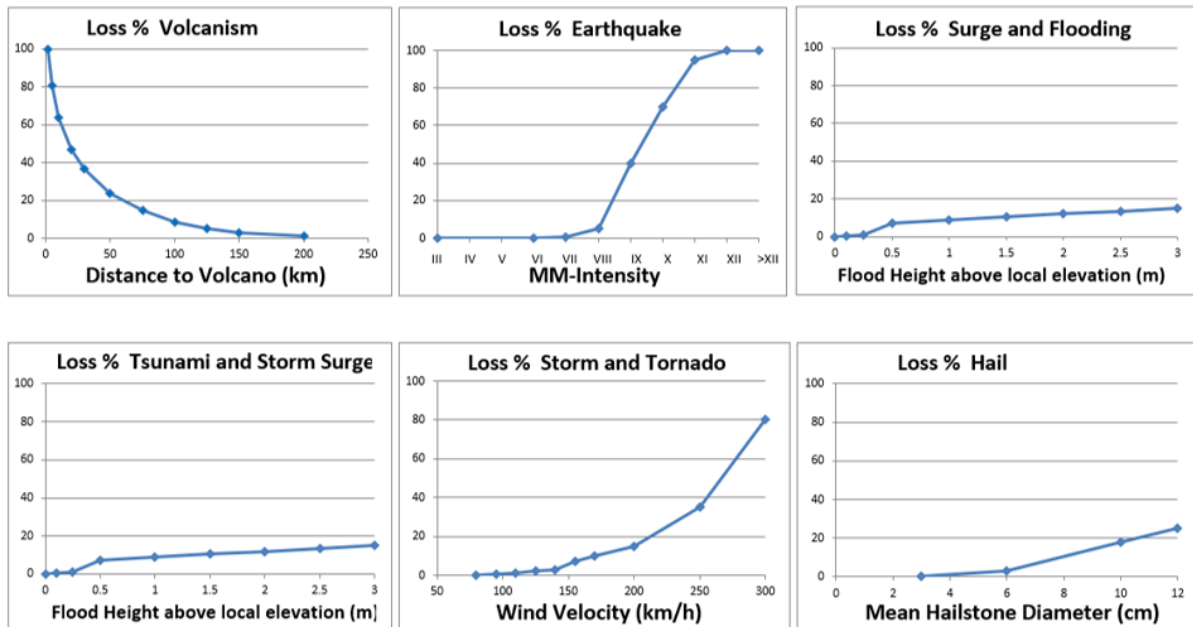 Loss %  Volcanism
100
80
60
40
20
0
0 50 100 150 200 250
Distance to Volcano (km)
Loss %  Earthquake
100
80
60
40
20
0
III IV V VI VII VIII IX X XI XII >XII
MM-Intensity
Loss %  Surge and Flooding
100
80
60
40
20
0
0 0.5 1 1.5 2 2.5 3
Flood Height above local elevation (m)
Loss %  Tsunami and Storm Surge
100
80
60
40
20
0
0 0.5 1 1.5 2 2.5 3
Flood Height above local elevation (m)
Loss %  Storm and Tornado
100
80
60
40
20
0
50 100 150 200 250 300
Wind Velocity (km/h)
Loss %  Hail
100
80
60
40
20
0
0 2 4 6 8 10 12
Mean Hailstone Diameter (cm)